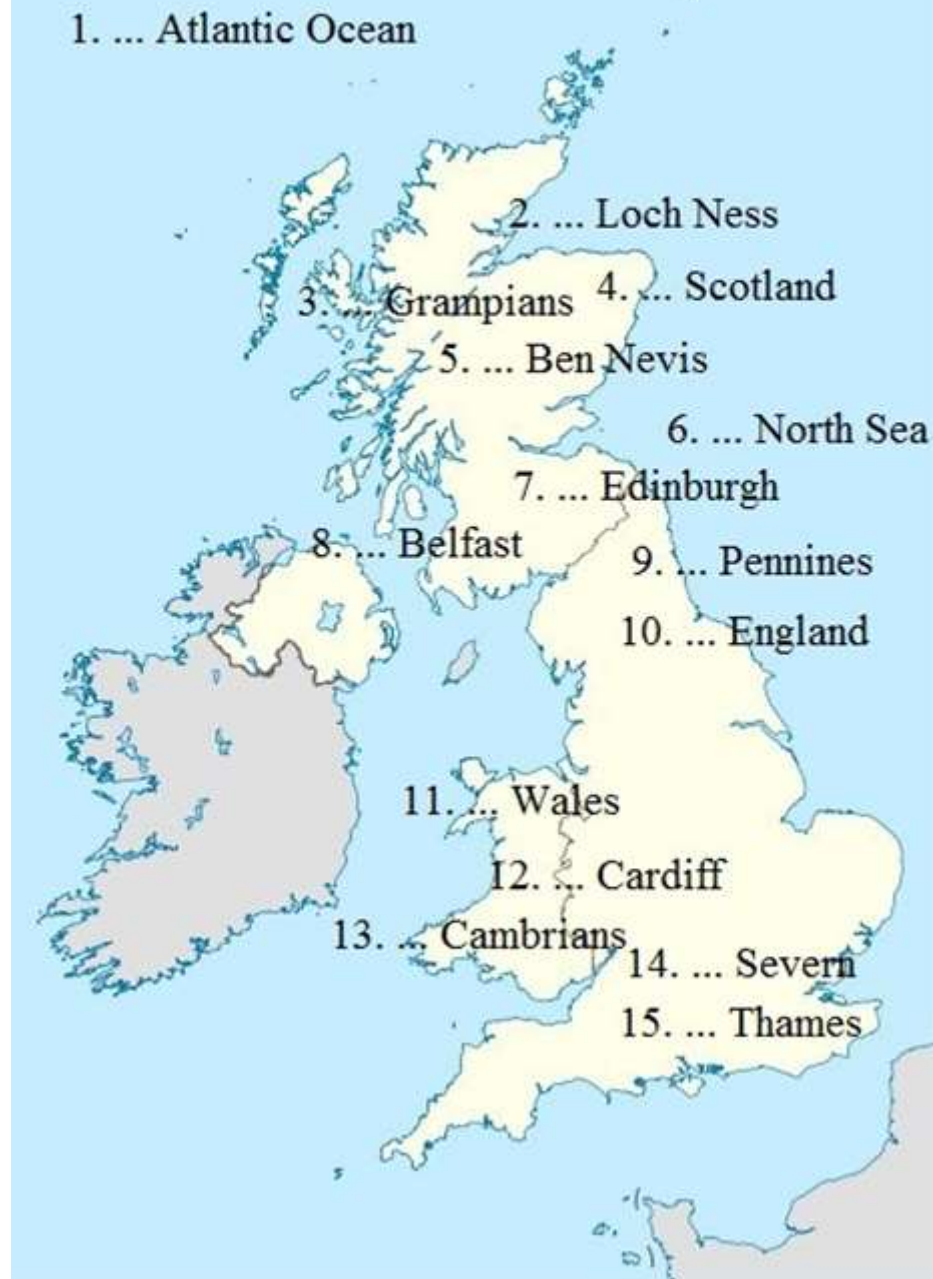 1. ... Atlantic Ocean
2. ... Loch Ness
3. ... Grampians
4. ... Scotland
5. ... Ben Nevis
6. ... North Sea
7. ... Edinburgh
8. ... Belfast
9. ... Pennines
10. ... England
11. ... Wales
12. ... Cardiff
13. ... Cambrians
14. ... Severn
15. ... Thames